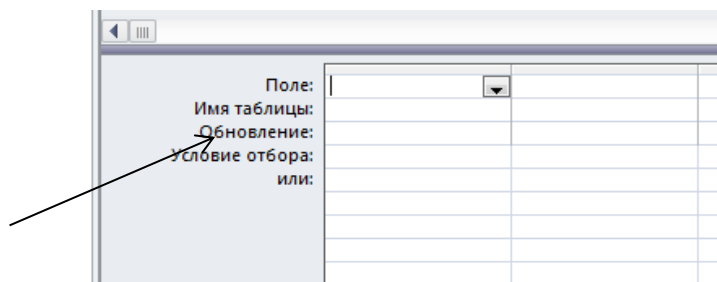 Поле:
Имя таблицы:
Обновление:
Условие отбора:
или: